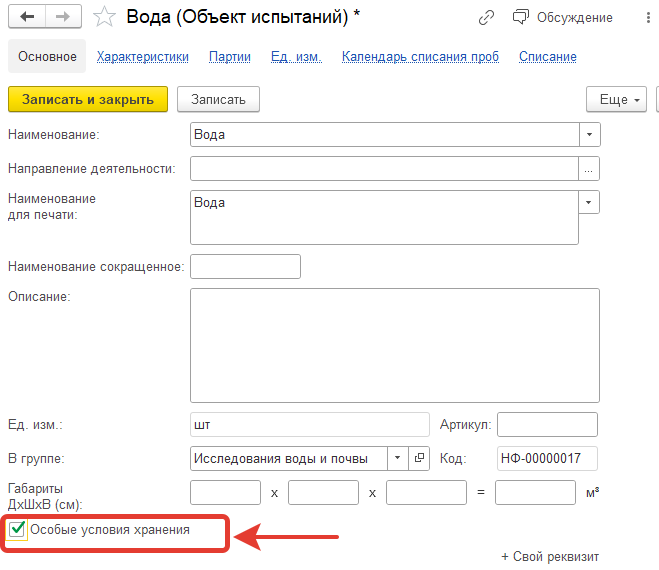 Вода (Объект испытаний) *
Обсуждение
Основное Характеристики Партии Ед. изм. Календарь списания проб Списание
Записать и закрыть Записать Еще
Наименование: Вода
Направление деятельности: ...
Наименование
для печати:
Вода
Наименование сокращенное:
Описание:
Ед. изм.: шт Артикул:
В группе: Исследования воды и почвы Код: НФ-00000017
Габариты
ДхШхВ (см):
x x = м³
Особые условия хранения
+ Свой реквизит